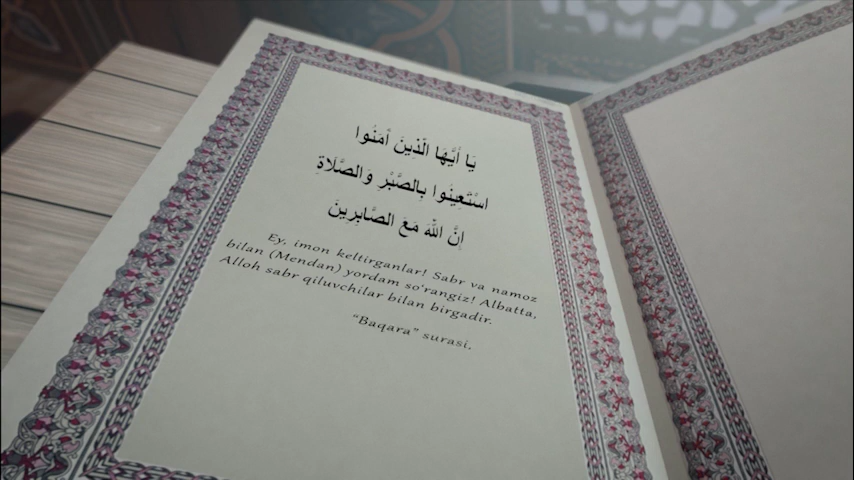 يَا أَيُّهَا الَّذِينَ آَمَنُوا
اسْتَعِينُوا بِالصَّبْرِ وَالصَّلَاةِ
إِنَّ اللَّهَ مَعَ الصَّابِرِينَ
Ey, imon keltirganlar! Sabr va namoz
bilan (Mendan) yordam so'rangiz! Albatta,
Alloh sabr qiluvchilar bilan birgadir.
“Baqara” surasi.